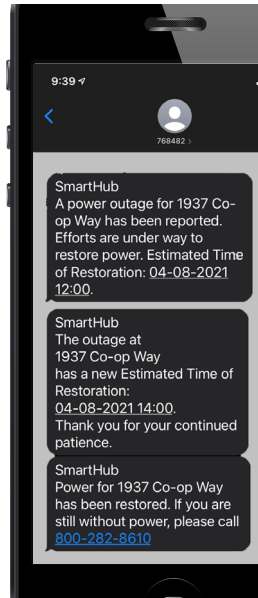 9:39
768482 >
SmartHub
A power outage for 1937 Co-
op Way has been reported.
Efforts are under way to
restore power. Estimated Time
of Restoration: 04-08-2021
12:00.
SmartHub
The outage at
1937 Co-op Way
has a new Estimated Time of
Restoration:
04-08-2021 14:00.
Thank you for your continued
patience.
SmartHub
Power for 1937 Co-op Way
has been restored. If you are
still without power, please call
800-282-8610